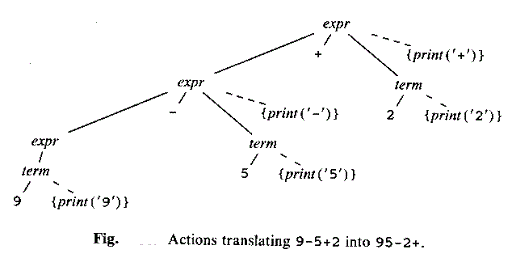 expr
+ {print('+')}
expr term
- {print('-')} 2 {print('2')}
expr term
term 5 {print('5')}
9 {print('9')}
Fig. Actions translating 9-5+2 into 95-2+.